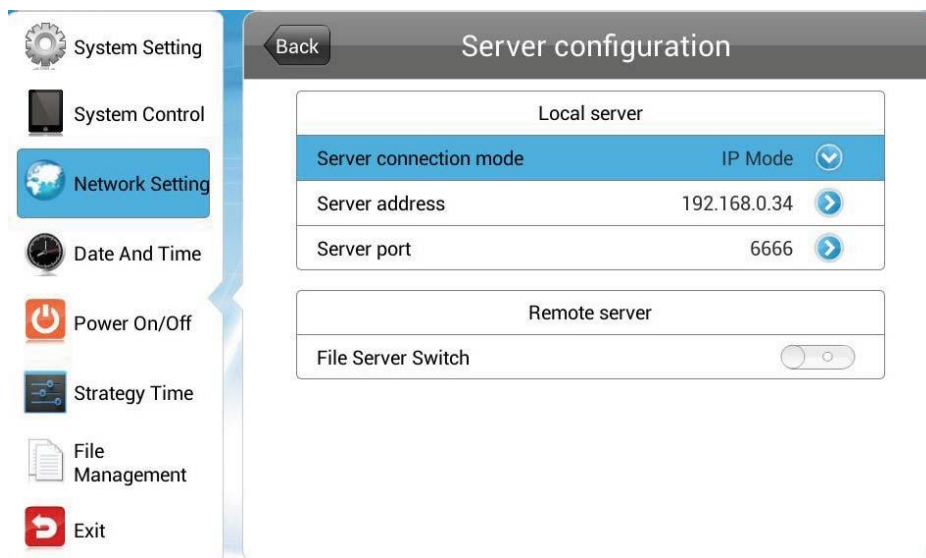 System Setting
System Control
Network Setting
Date And Time
Power On/Off
Strategy Time
File
Management
Exit
Back
Server configuration
Local server
Server connection mode IP Mode
Server address 192.168.0.34
Server port 6666
Remote server
File Server Switch